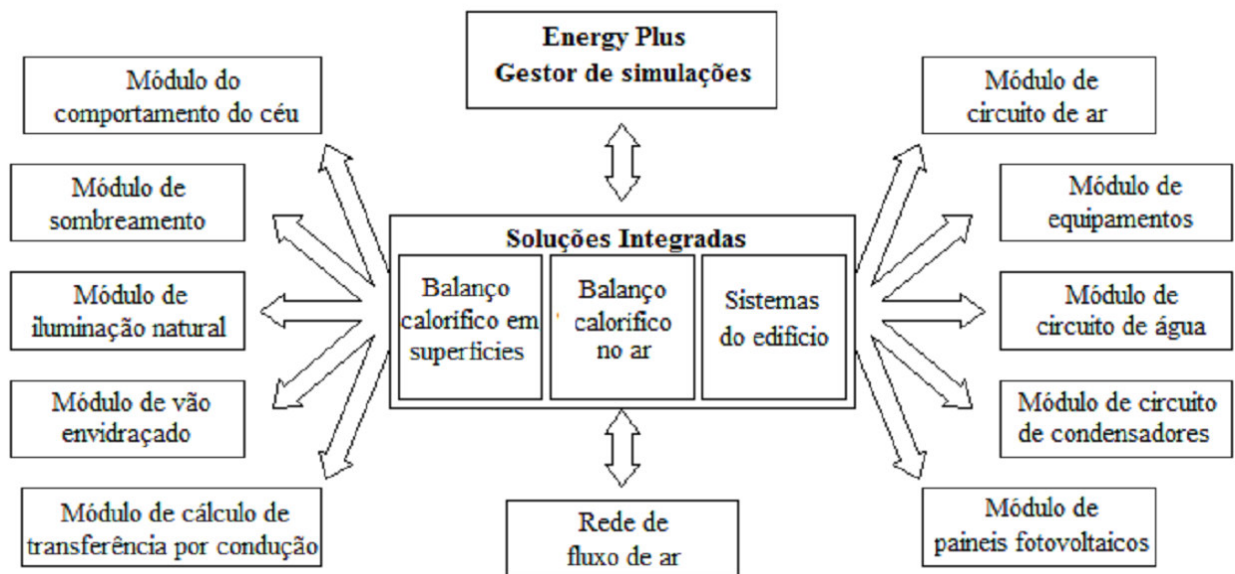 Energy Plus
Gestor de simulações
Módulo do
comportamento do céu
Módulo de
sombreamento
Módulo de
iluminação natural
Módulo de vão
envidraçado
Módulo de cálculo de
transferência por condução
Soluções Integradas
Balanço
calorífico em
superfícies
Balanço
calorífico
no ar
Sistemas
do edifício
Rede de
fluxo de ar
Módulo de
circuito de ar
Módulo de
equipamentos
Módulo de
circuito de água
Módulo de circuito
de condensadores
Módulo de
paineis fotovoltaicos